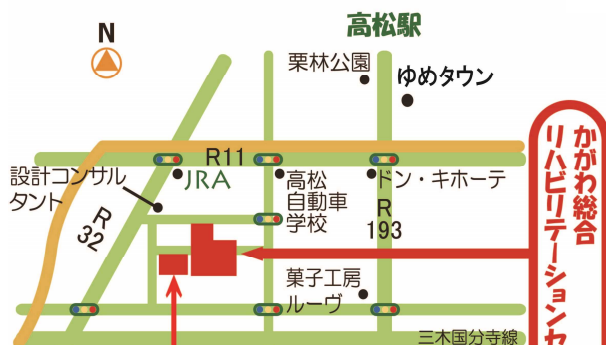 高松駅
N
栗林公園
ゆめタウン
かがわ総合
リハビリテーションセ
R11
設計コンサル
タント
JRA
高松
自動車
学校
ドン・キホーテ
R
32
R
193
菓子工房
ルーヴ
三木国分寺線